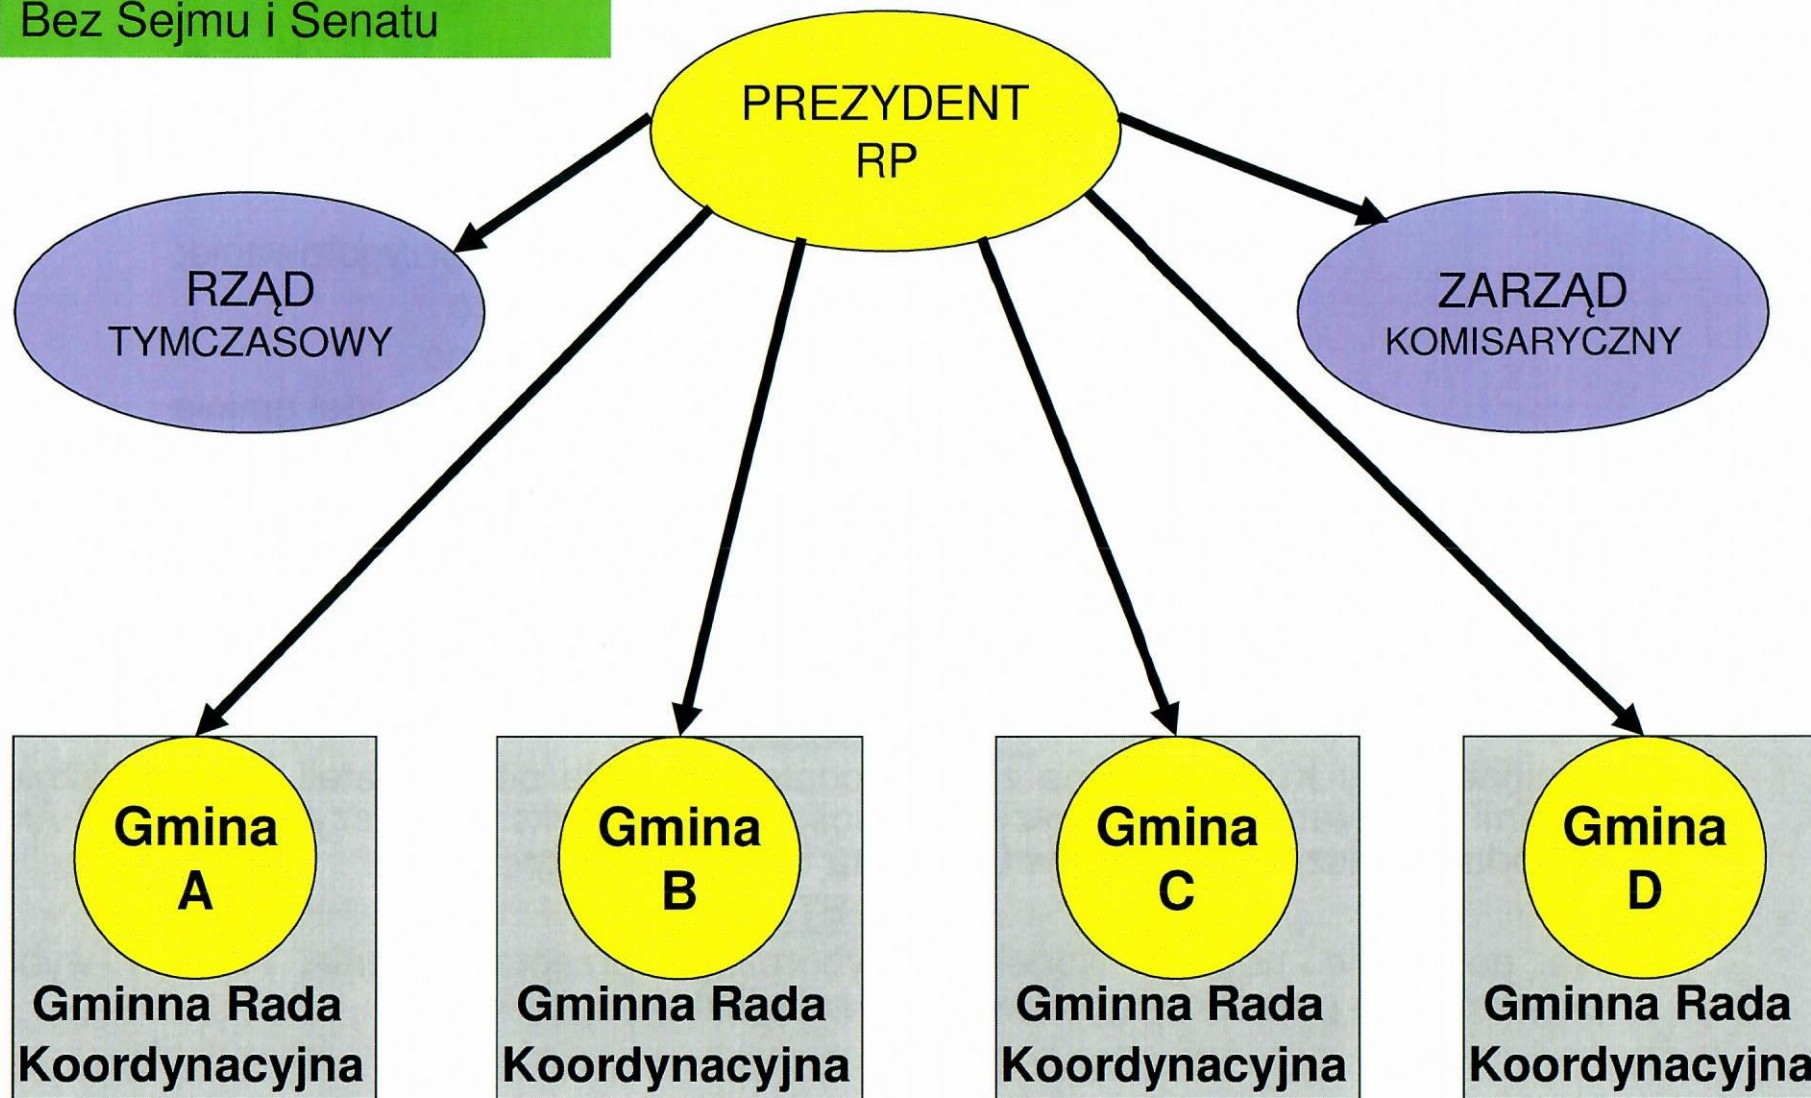 Bez Sejmu i Senatu
PREZYDENT
RP
RZĄD
TYMCZASOWY
ZARZĄD
KOMISARYCZNY
Gmina
A
Gminna Rada
Koordynacyjna
Gmina
B
Gminna Rada
Koordynacyjna
Gmina
C
Gminna Rada
Koordynacyjna
Gmina
D
Gminna Rada
Koordynacyjna